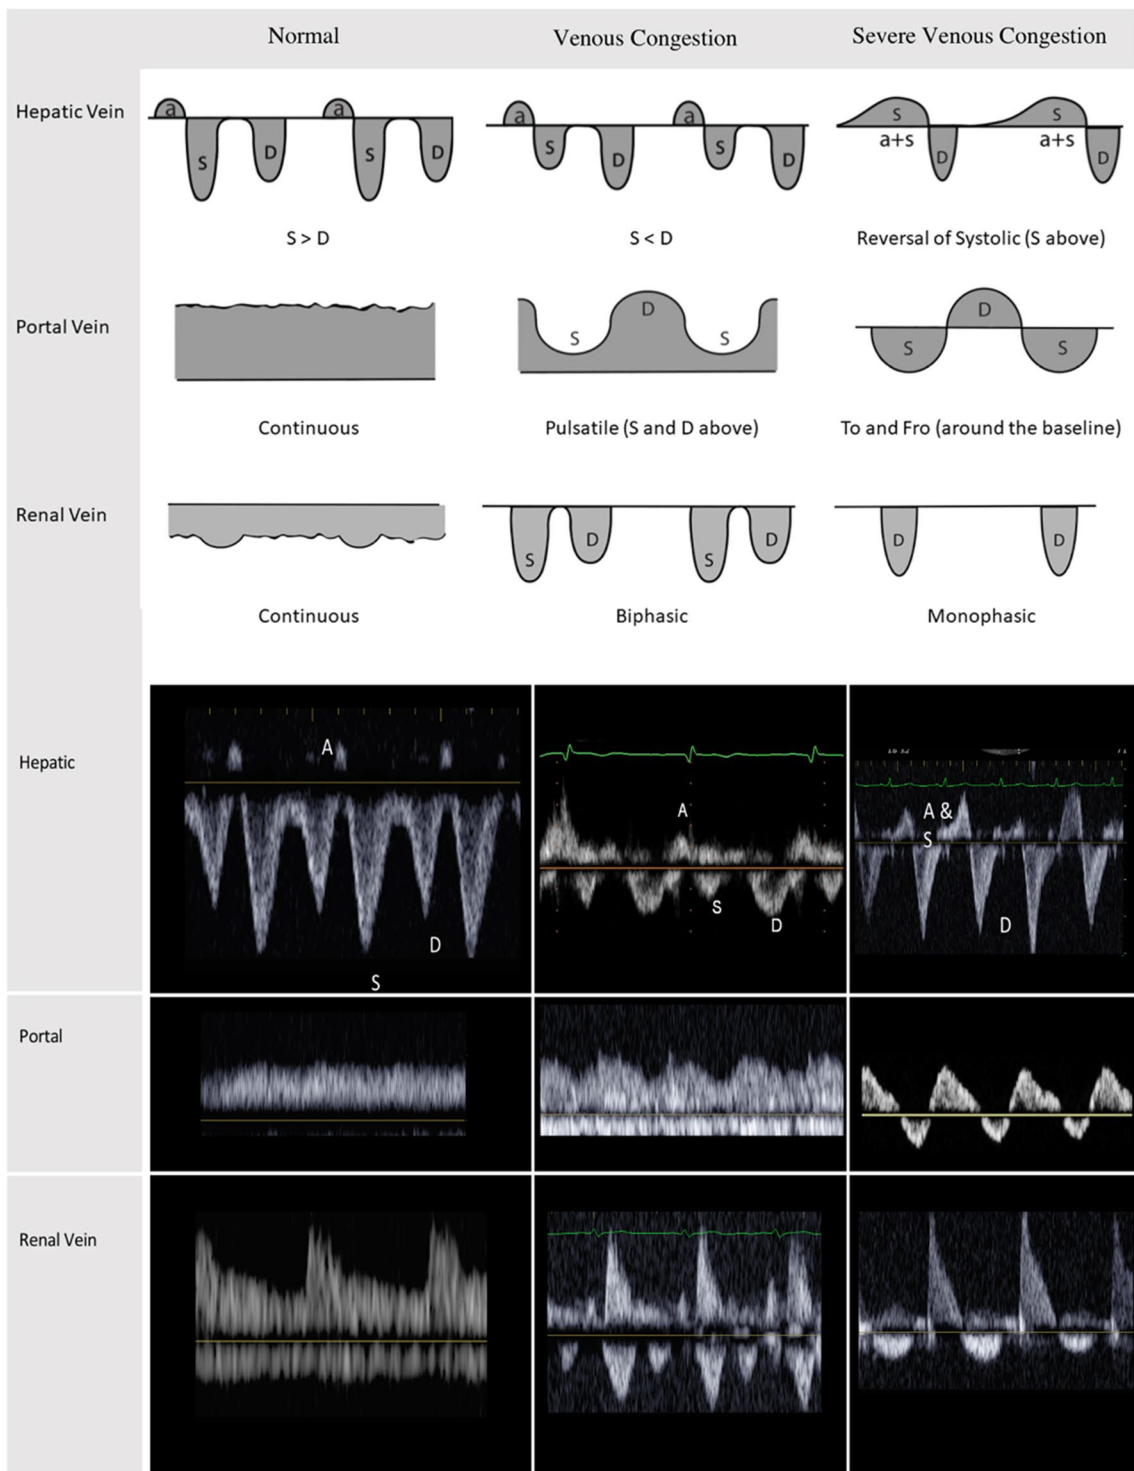 Normal Venous Congestion Severe Venous Congestion
Hepatic Vein
a a a a S S
S D S D S D S D a+s D a+s D
S > D S < D Reversal of Systolic (S above)
Portal Vein
S D S S D S
Continuous Pulsatile (S and D above) To and Fro (around the baseline)
Renal Vein
S D S D D D
Continuous Biphasic Monophasic
Hepatic
A A A &
S
S D D
D
S
Portal
Renal Vein